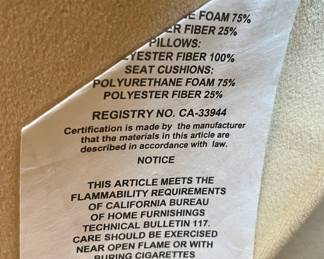 FOAM 75%
FIBER 25%
PILLOWS:
FIBER 100%
SEAT CUSHIONS:
POLYURETHANE FOAM 75%
POLYESTER FIBER 25%
REGISTRY NO. CA-33944
Certification is made by the manufacturer
that the materials in this article are
described in accordance with law.
NOTICE
THIS ARTICLE MEETS THE
FLAMMABILITY REQUIREMENTS
OF CALIFORNIA BUREAU
OF HOME FURNISHINGS
TECHNICAL BULLETIN 117.
CARE SHOULD BE EXERCISED
NEAR OPEN FLAME OR WITH
BURING CIGARETTES